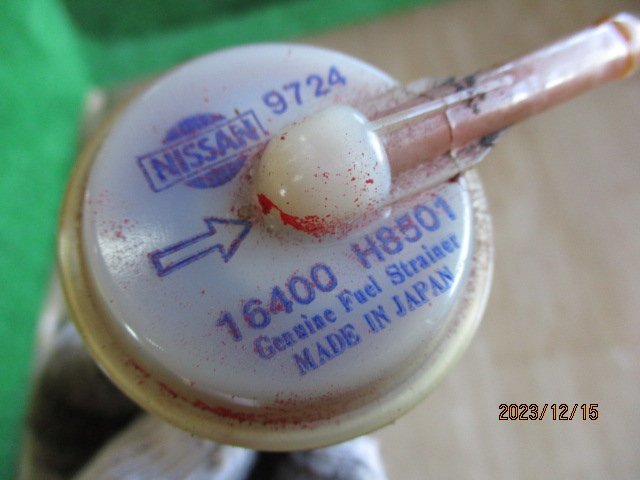 9724
NISSAN
16400 H8501
Genuine Fuel Strainer
MADE IN JAPAN
2023/12/15